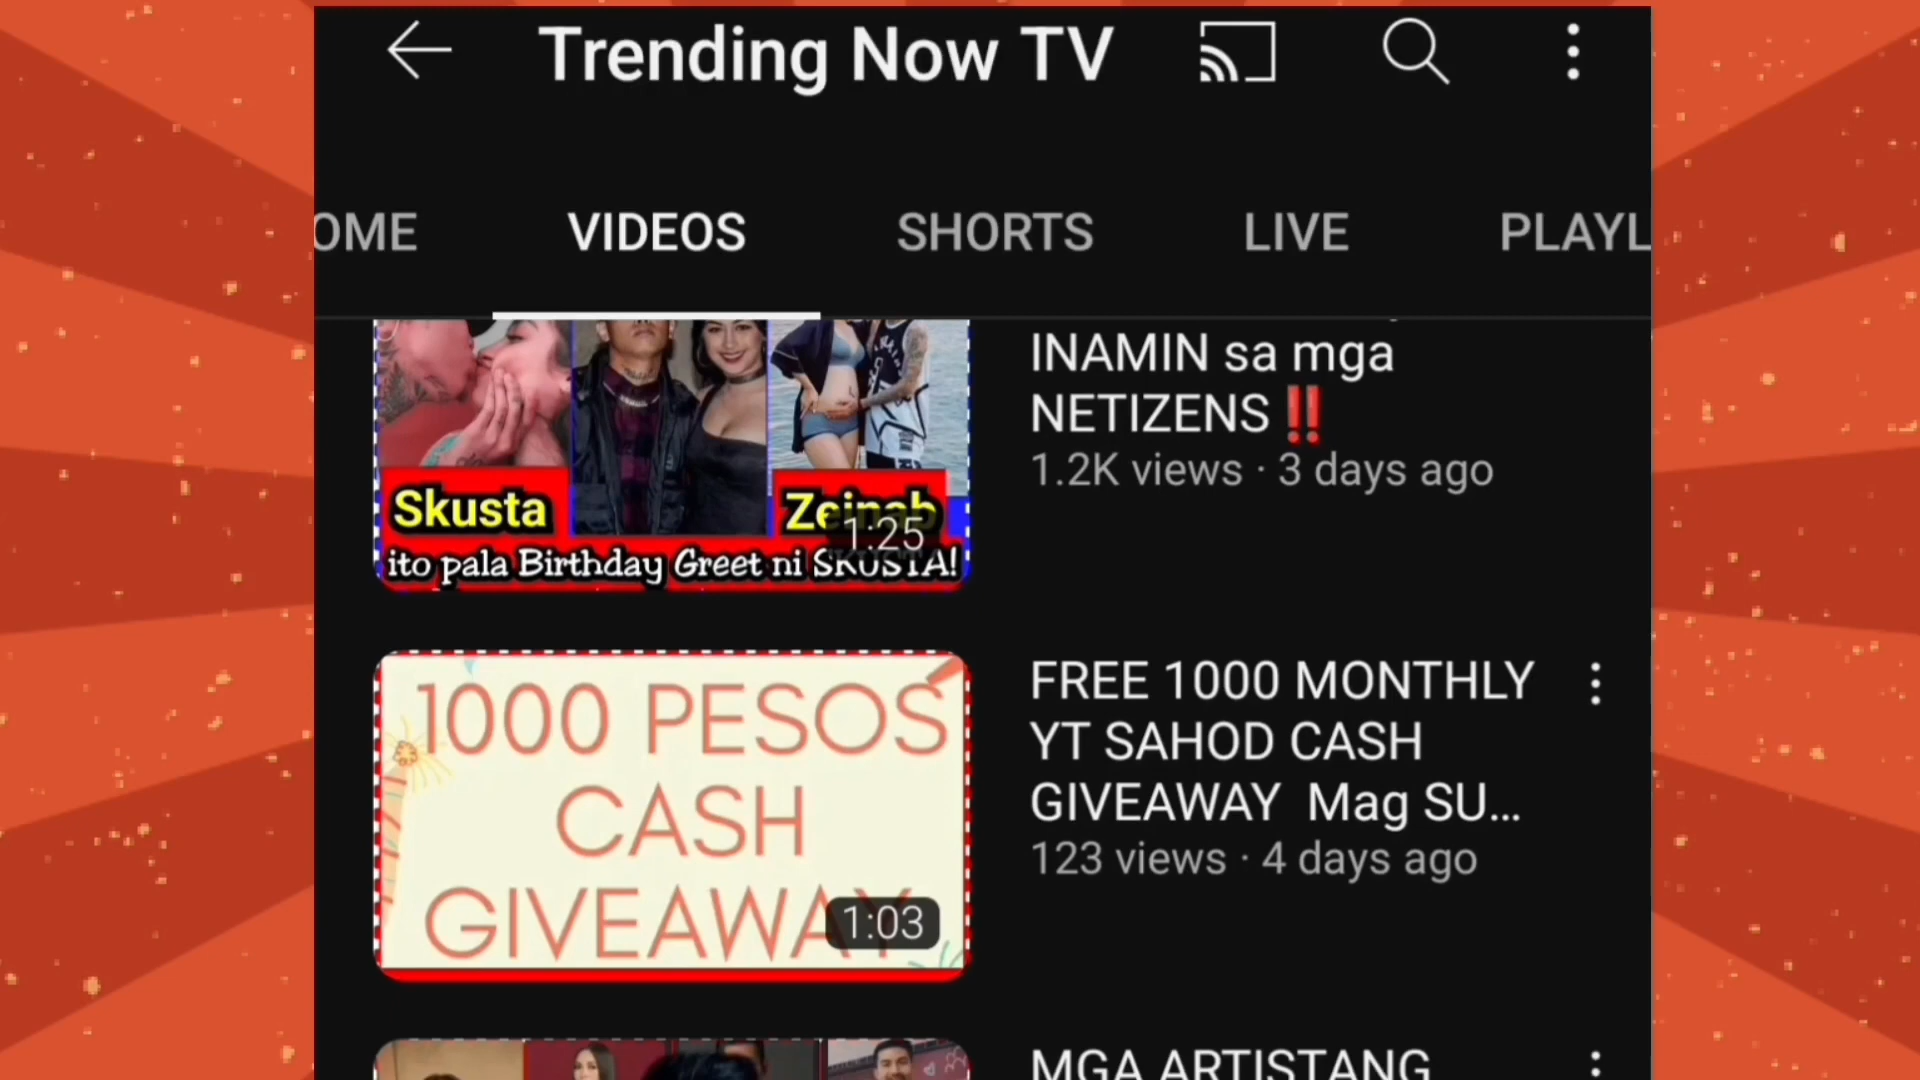 Trending Now TV
OME VIDEOS SHORTS LIVE PLAYL
INAMIN sa mga
NETIZENS‼️
1.2K views · 3 days ago
Skusta
Zeinab
1:25
ito pala Birthday Greet ni SKUSTA!
1000 PESOS
CASH
GIVEAWAY
1:03
FREE 1000 MONTHLY
YT SAHOD CASH
GIVEAWAY Mag SU...
123 views · 4 days ago
MGA ARTISTANG